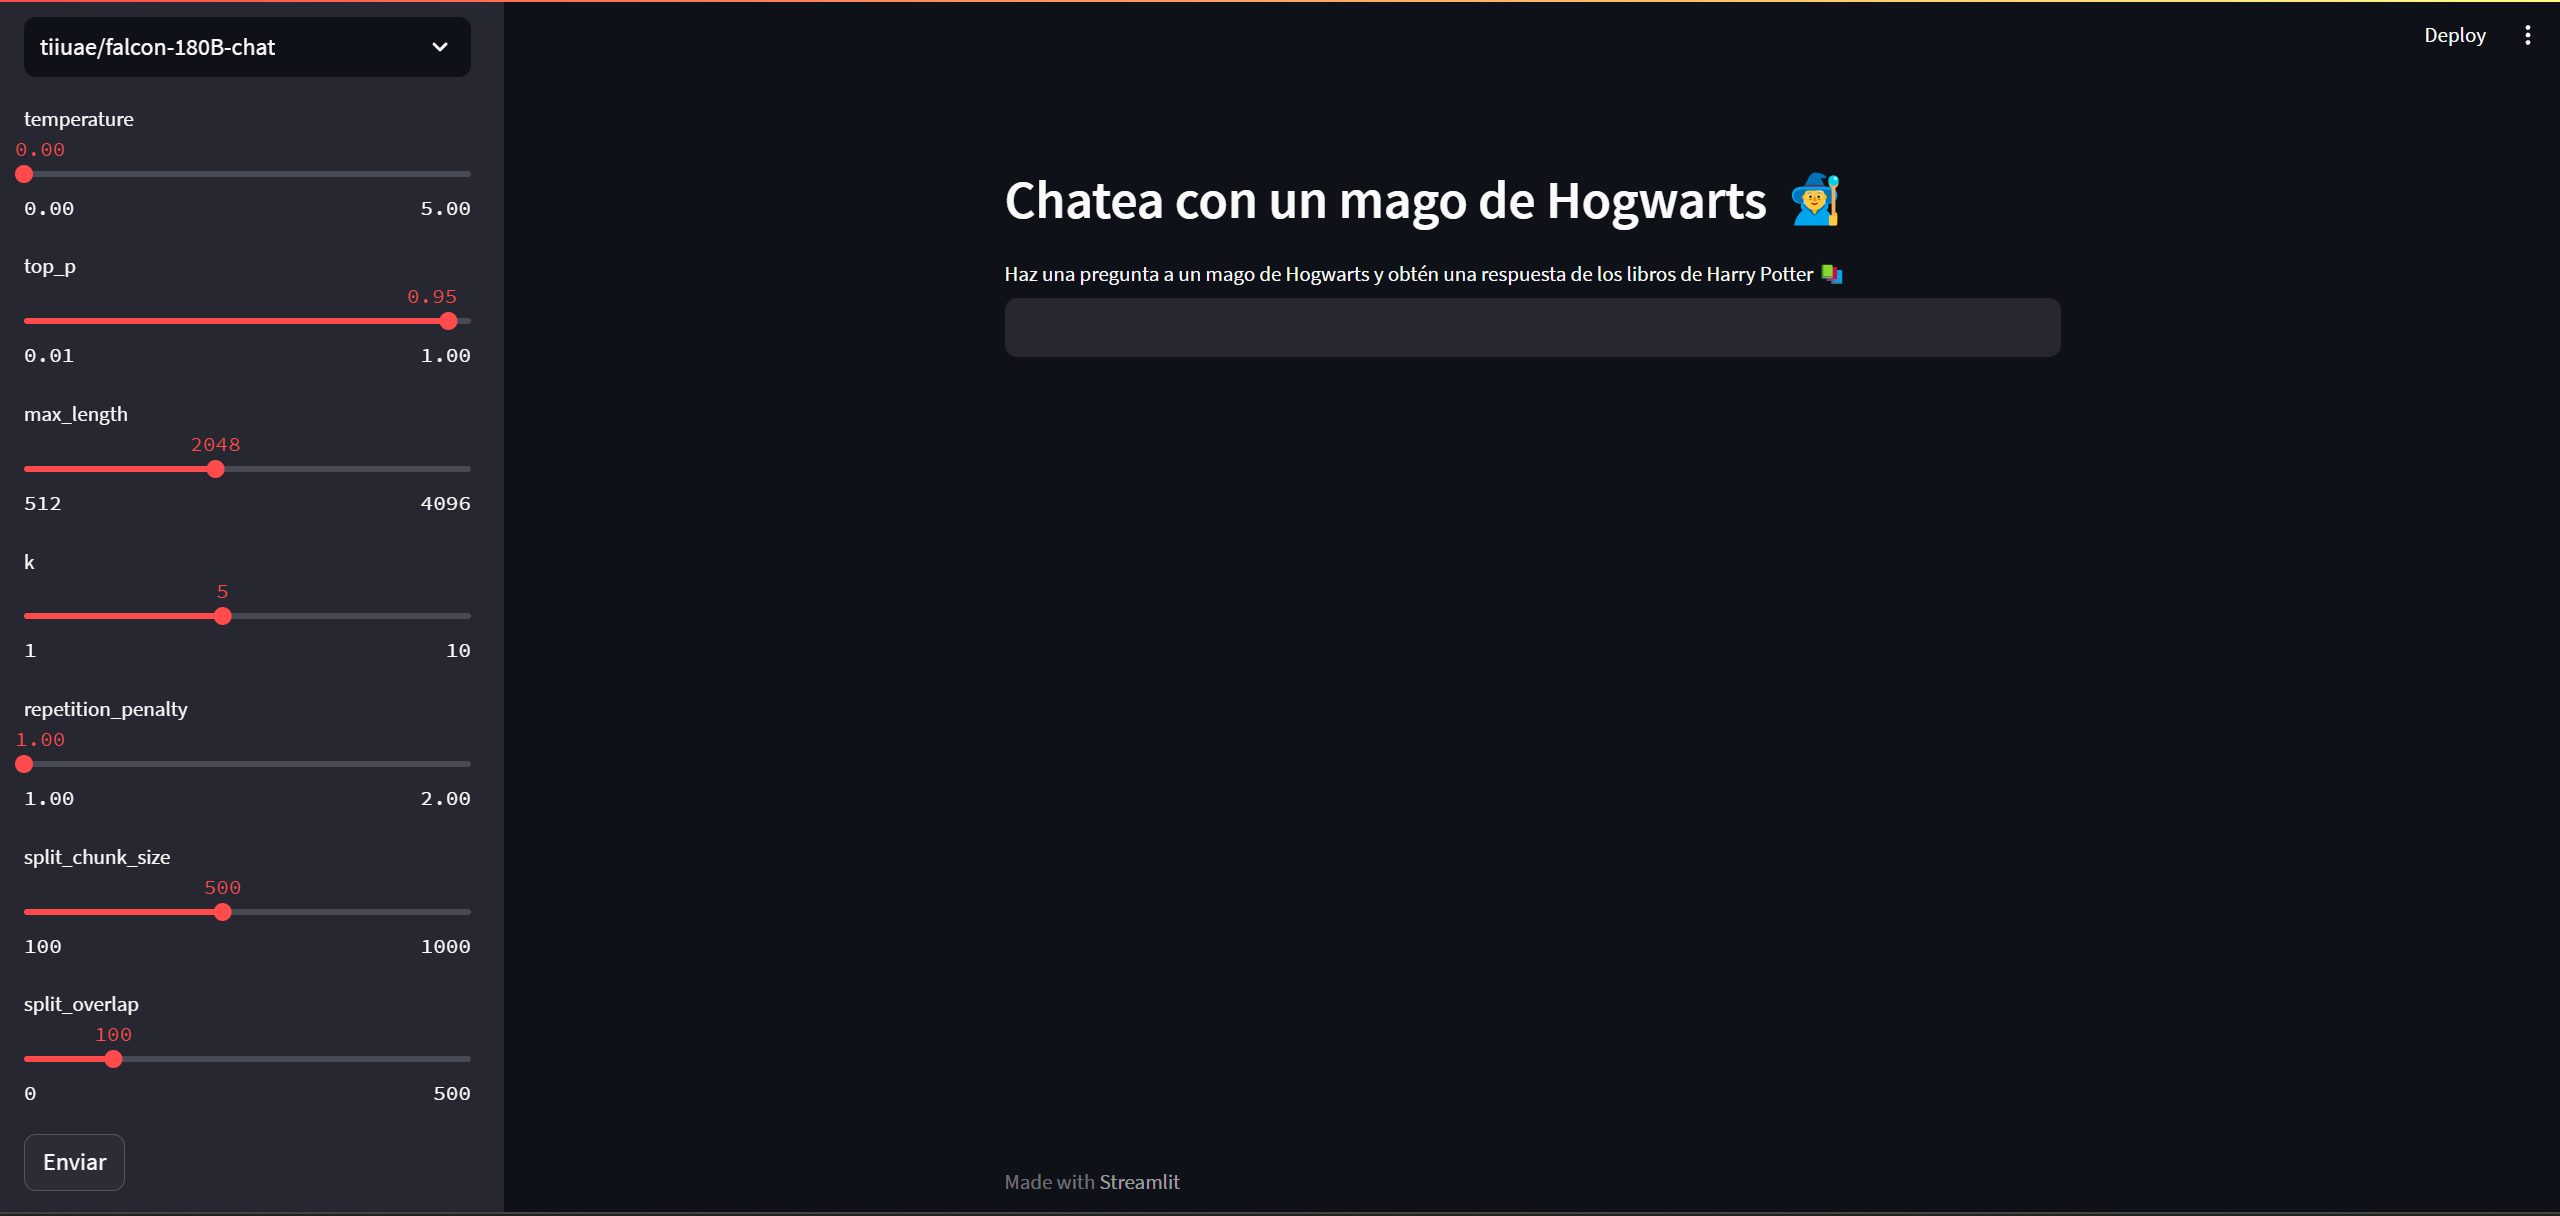 tiiuae/falcon-180B-chat
temperature
0.00
0.00 5.00
top_p
0.95
0.01 1.00
max_length
2048
512 4096
k
5
1 10
repetition_penalty
1.00
1.00 2.00
split_chunk_size
500
100 1000
split_overlap
100
0 500
Enviar
Deploy
Chatea con un mago de Hogwarts
Haz una pregunta a un mago de Hogwarts y obtén una respuesta de los libros de Harry Potter
Made with Streamlit